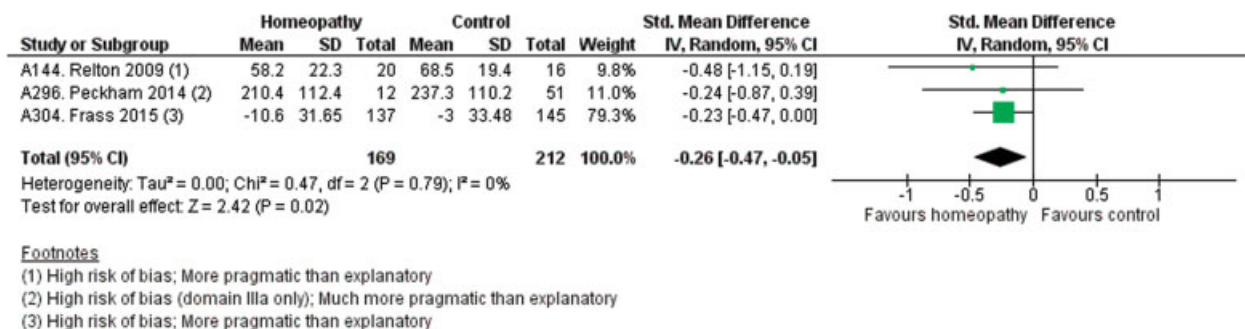 Homeopathy Control Std. Mean Difference Std. Mean Difference
Study or Subgroup Mean SD Total Mean SD Total Weight IV, Random, 95% CI IV, Random, 95% CI
A144. Relton 2009 (1) 58.2 22.3 20 68.5 19.4 16 9.8% -0.48 [-1.15, 0.19]
A296. Peckham 2014 (2) 210.4 112.4 12 237.3 110.2 51 11.0% -0.24 [-0.87, 0.39]
A304. Frass 2015 (3) -10.6 31.65 137 -3 33.48 145 79.3% -0.23 [-0.47, 0.00]
Total (95% CI) 169 212 100.0% -0.26 [-0.47, -0.05]
Heterogeneity: Tau² = 0.00; Chi² = 0.47, df = 2 (P = 0.79); I² = 0%
Test for overall effect: Z = 2.42 (P = 0.02)
-1 -0.5 0 0.5 1
Favours homeopathy Favours control
Footnotes
(1) High risk of bias; More pragmatic than explanatory
(2) High risk of bias (domain IIIa only); Much more pragmatic than explanatory
(3) High risk of bias; More pragmatic than explanatory